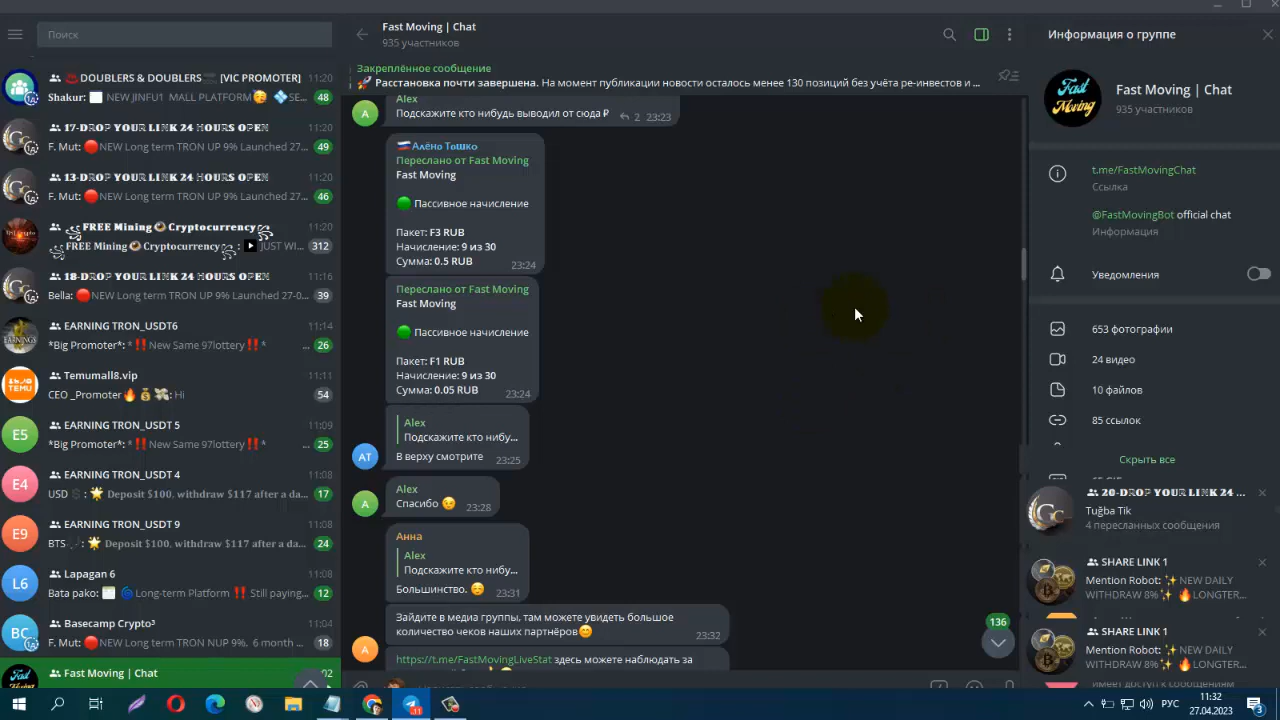 Поиск
DOUBLERS & DOUBLERS [VIC PROMOTER] 11:20
Shakur: NEW JINFU1 MALL PLATFORM🥳 💠SE... 48
17-DROP YOUR LINK 24 HOURS OPEN 11:20
F. Mut: 🔴NEW Long term TRON UP 9% Launched 27... 49
13-DROP YOUR LINK 24 HOURS OPEN 11:20
F. Mut: 🔴NEW Long term TRON UP 9% Launched 27... 46
FREE Mining Cryptocurrency 11:20
FREE Mining Cryptocurrency : JUST WI... 312
18-DROP YOUR LINK 24 HOURS OPEN 11:16
Bella: 🔴NEW Long term TRON UP 9% Launched 27-0... 39
EARNING TRON_USDT6 11:14
*Big Promoter*: *‼️New Same 97lottery‼️* ... 26
Temumall8.vip 11:11
CEO _Promoter🔥💰💸: Hi 54
EARNING TRON_USDT 5 11:09
*Big Promoter*: *‼️New Same 97lottery‼️* ... 25
EARNING TRON_USDT 4 11:08
USD : 🌟 Deposit $100, withdraw $117 after a da... 17
EARNING TRON_USDT 9 11:08
BTS : 🌟 Deposit $100, withdraw $117 after a da... 24
Lapagan 6 11:08
Bata pako: 🌀Long-term Platform ‼️ Still paying... 12
Basecamp Crypto³ 11:04
F. Mut: 🔴NEW Long term TRON NUP 9%. 6 month ... 18
Fast Moving | Chat
Fast Moving | Chat
935 участников
Закреплённое сообщение
🚀 Расстановка почти завершена. На момент публикации новости осталось менее 130 позиций без учёта ре-инвестов и ...
Alex
Подскажите кто нибудь выводил от сюда ₽ 2 23:23
🇷🇺Алёна Ташко
Переслано от Fast Moving
Fast Moving
🟢 Пассивное начисление
Пакет: F3 RUB
Начисление: 9 из 30
Сумма: 0.5 RUB 23:24
Переслано от Fast Moving
Fast Moving
🟢 Пассивное начисление
Пакет: F1 RUB
Начисление: 9 из 30
Сумма: 0.05 RUB 23:24
Alex
Подскажите кто нибу...
В верху смотрите 23:25
Alex
Спасибо 😉 23:28
Анна
Alex
Подскажите кто нибу...
Большинство. ☺️ 23:31
Зайдите в медиа группы, там можете увидеть большое
количество чеков наших партнёров😊 23:32
https://t.me/FastMovingLiveStat здесь можете наблюдать за
136
Информация о группе
Fast Moving | Chat
935 участников
t.me/FastMovingChat
Ссылка
@FastMovingBot official chat
Информация
Уведомления
653 фотографии
24 видео
10 файлов
85 ссылок
Скрыть все
20-DROP YOUR LINK 24 ...
Tuğba Tik
4 пересланных сообщения
SHARE LINK 1
Mention Robot: ✨NEW DAILY
WITHDRAW 8%✨ 🔥LONGTER...
SHARE LINK 1
Mention Robot: ✨NEW DAILY
WITHDRAW 8%✨ 🔥LONGTER...
РУС
11:32
27.04.2023